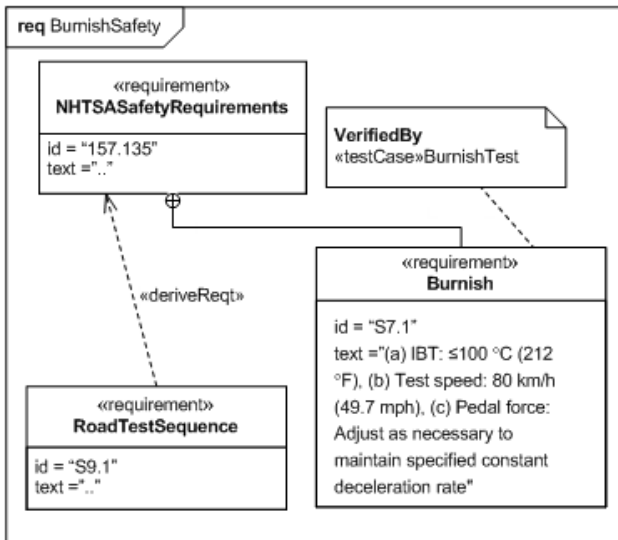 req BurnishSafety
«requirement»
NHTSASafetyRequirements
id = “157.135”
text =”..”
VerifiedBy
«testCase»BurnishTest
«deriveReqt»
«requirement»
Burnish
id = “S7.1”
text =”(a) IBT: ≤100 °C (212
°F), (b) Test speed: 80 km/h
(49.7 mph), (c) Pedal force:
Adjust as necessary to
maintain specified constant
deceleration rate"
«requirement»
RoadTestSequence
id = “S9.1”
text =”..”